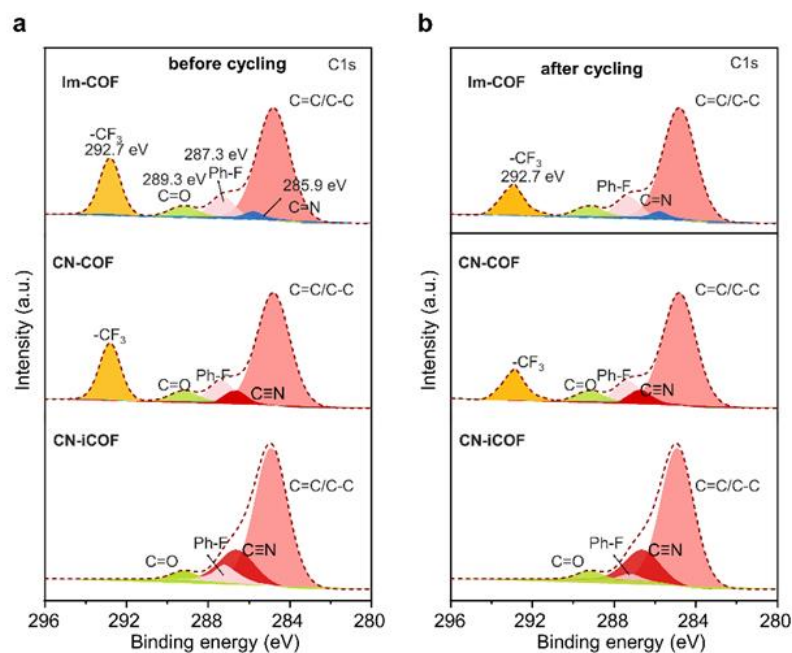 a
before cycling
C1s
Im-COF
C=C/C-C
-CF₃
292.7 eV
287.3 eV
289.3 eV
Ph-F
C=O
285.9 eV
C=N
CN-COF
C=C/C-C
-CF₃
C=O
Ph-F
C≡N
CN-iCOF
C=C/C-C
Ph-F
C≡N
C=O
Intensity (a.u.)
296 292 288 284 280
Binding energy (eV)
b
after cycling
C1s
Im-COF
C=C/C-C
-CF₃
292.7 eV
Ph-F
C=N
CN-COF
C=C/C-C
-CF₃
C=O
Ph-F
C≡N
CN-iCOF
C=C/C-C
Ph-F
C≡N
C=O
Intensity (a.u.)
296 292 288 284 280
Binding energy (eV)